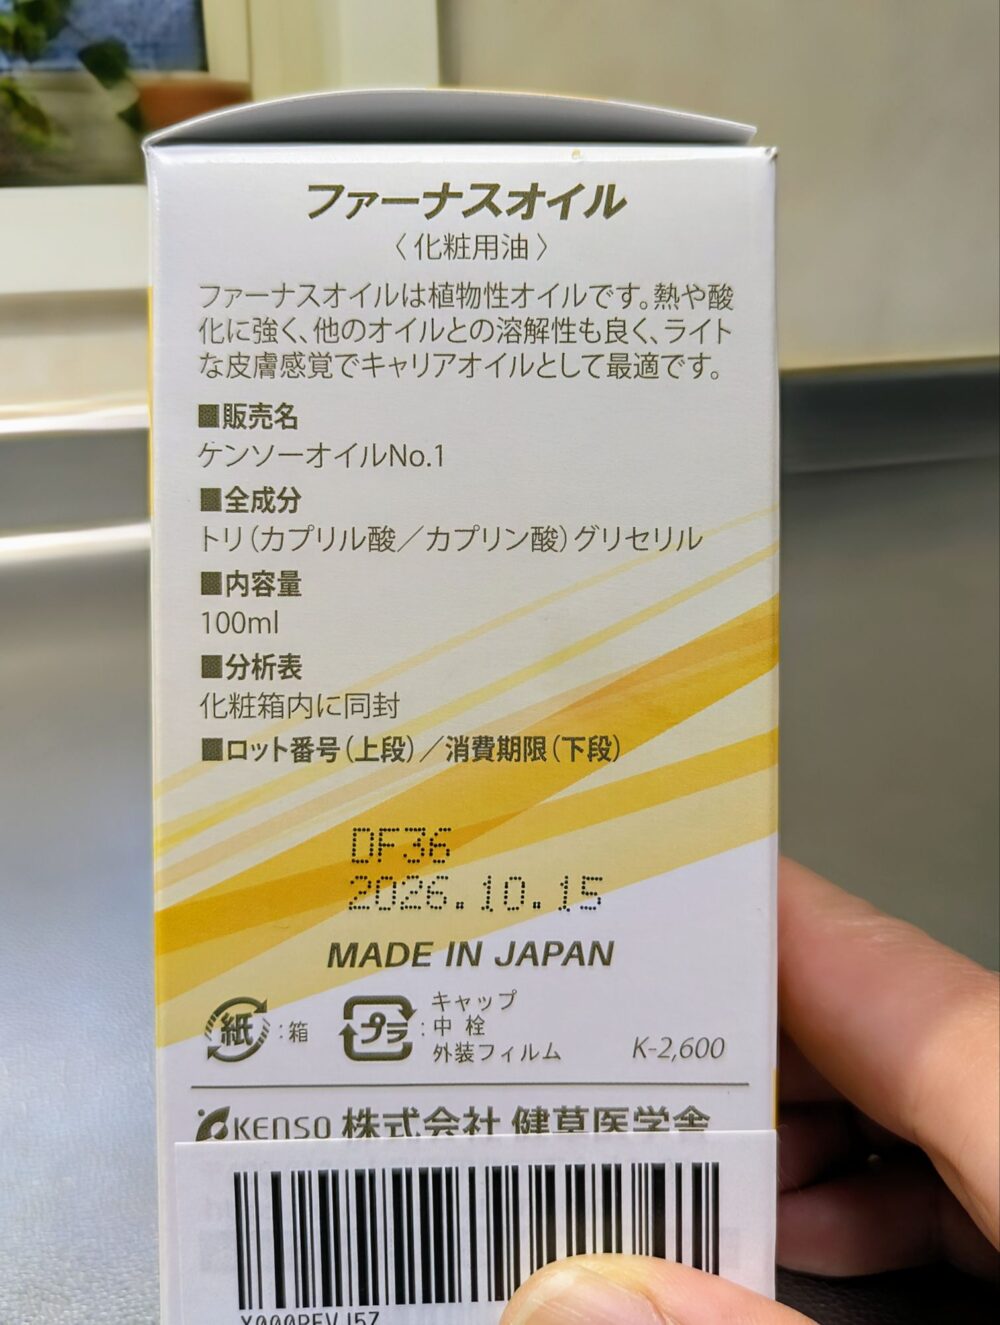 ファーナスオイル
〈化粧用油〉
ファーナスオイルは植物性オイルです。熱や酸
化に強く、他のオイルとの溶解性も良く、ライト
な皮膚感覚でキャリアオイルとして最適です。
■販売名
ケンソーオイルNo.1
■全成分
トリ(カプリル酸／カプリン酸)グリセリル
■内容量
100ml
■分析表
化粧箱内に同封
■ロット番号(上段)／消費期限(下段)
DF36
2026.10.15
MADE IN JAPAN
紙:箱
プラ:キャップ
中栓
外装フィルム
K-2,600
KENSO 株式会社 健草医学舎